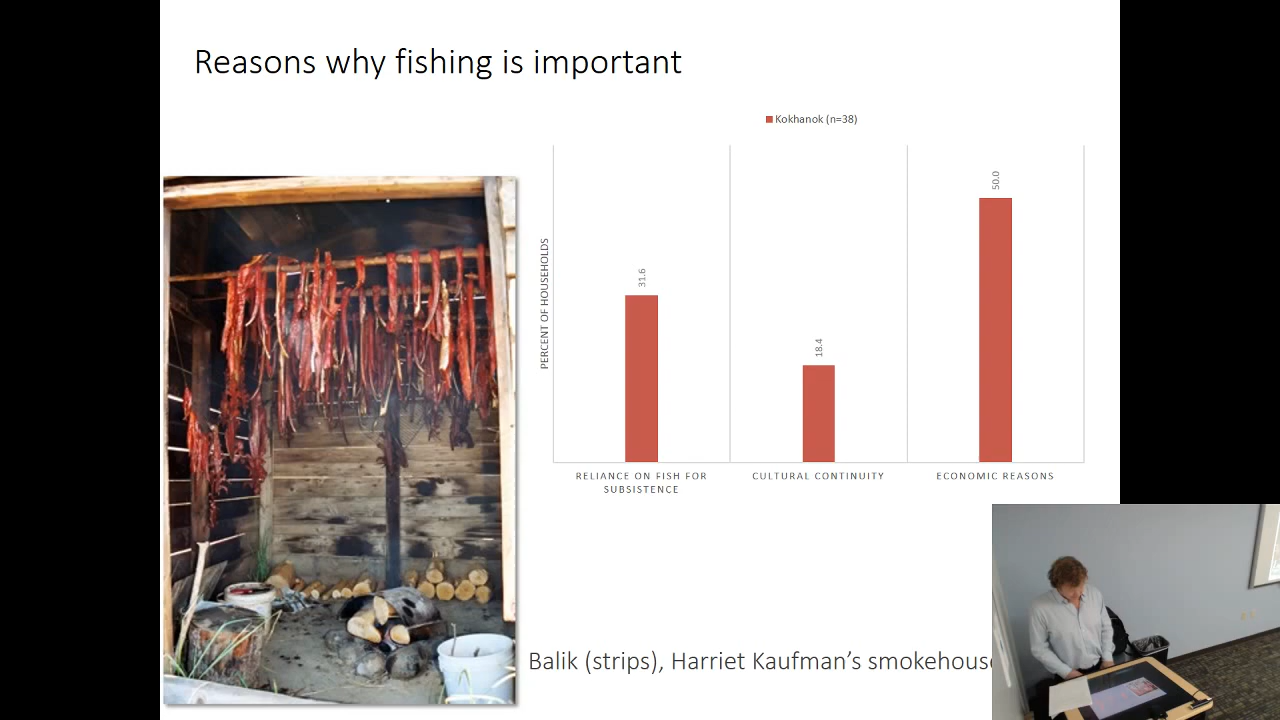 Reasons why fishing is important
Kokhanok (n=38)
PERCENT OF HOUSEHOLDS
31.6
18.4
50.0
RELIANCE ON FISH FOR
SUBSISTENCE
CULTURAL CONTINUITY
ECONOMIC REASONS
Balik (strips), Harriet Kaufman’s smokehouse